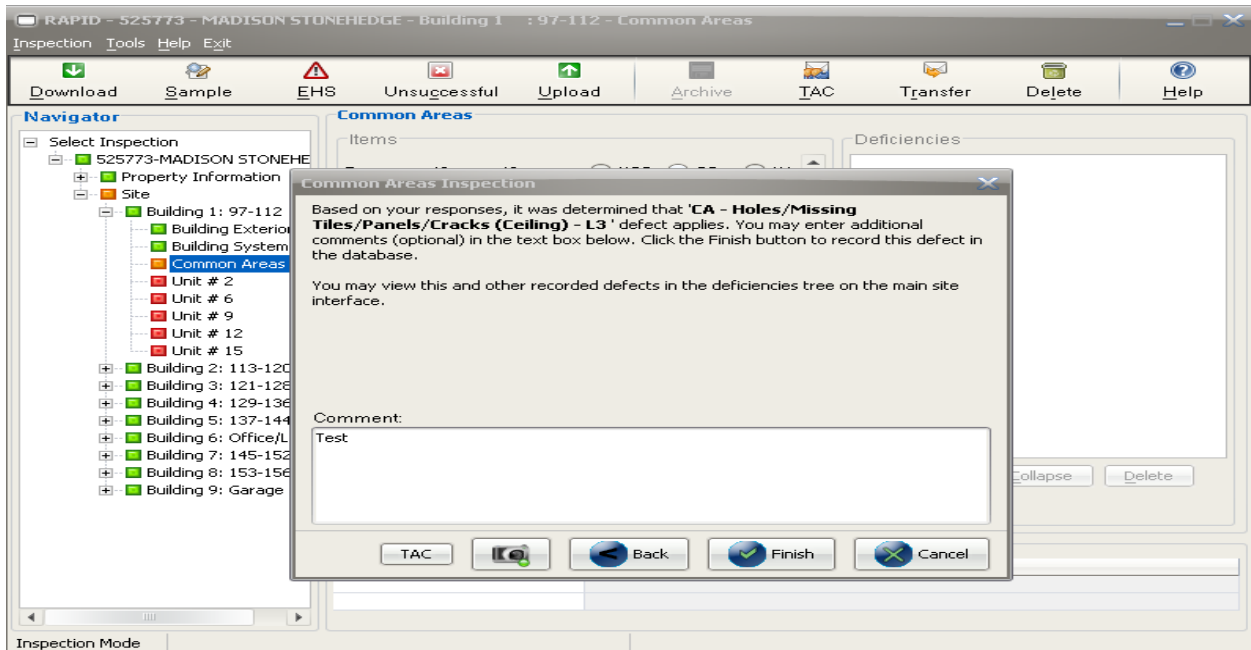 RAPID - 525773 - MADISON STONEHEDGE - Building 1 : 97-112 - Common Areas
Inspection Tools Help Exit
Download Sample EHS Unsuccessful Upload Archive TAC Transfer Delete Help
Navigator
Select Inspection
525773-MADISON STONEHE
Property Information
Site
Building 1: 97-112
Building Exterio
Building System
Common Areas
Unit # 2
Unit # 6
Unit # 9
Unit # 12
Unit # 15
Building 2: 113-120
Building 3: 121-128
Building 4: 129-136
Building 5: 137-144
Building 6: Office/L
Building 7: 145-152
Building 8: 153-156
Building 9: Garage
Common Areas
Items
Deficiencies
Common Areas Inspection
Based on your responses, it was determined that 'CA - Holes/Missing
Tiles/Panels/Cracks (Ceiling) - L3 ' defect applies. You may enter additional
comments (optional) in the text box below. Click the Finish button to record this defect in
the database.
You may view this and other recorded defects in the deficiencies tree on the main site
interface.
Comment:
Test
TAC Back Finish Cancel
Collapse Delete
Inspection Mode